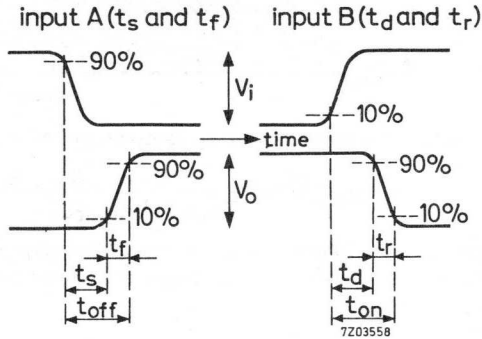 input A (ts and tf)
input B (td and tr)
90%
Vi
10%
time
90%
Vo
10%
tf
ts
toff
90%
10%
tr
td
ton
7Z03558